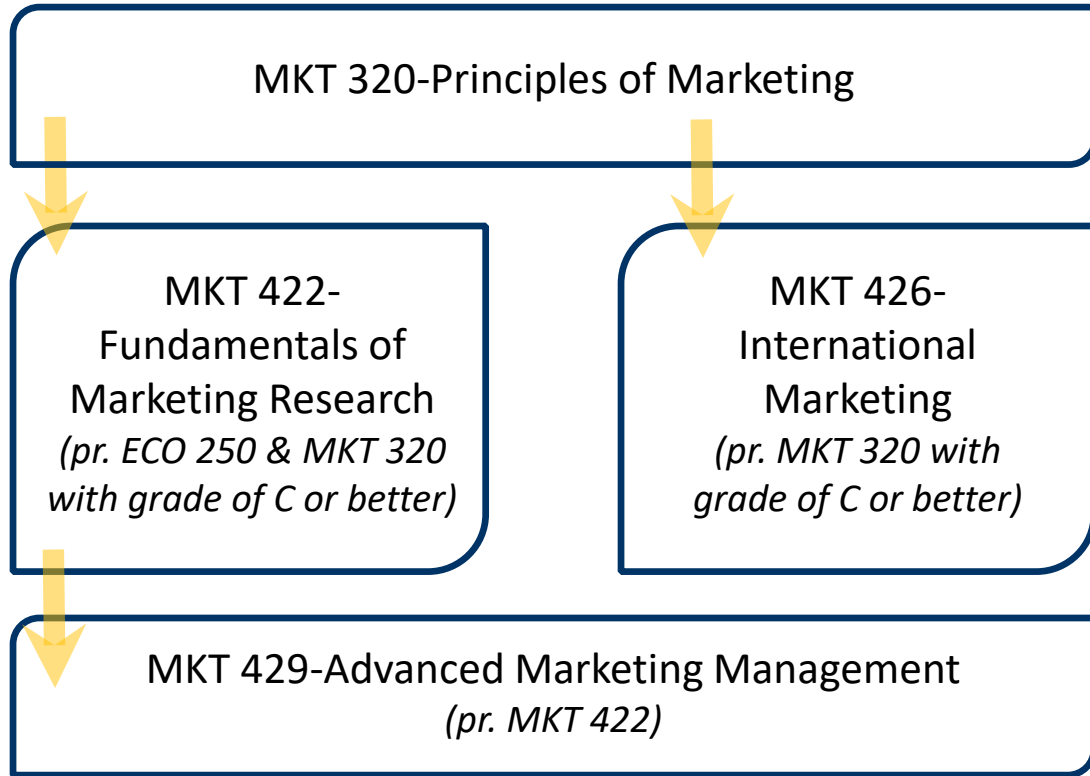 MKT 320-Principles of Marketing
MKT 422-
Fundamentals of
Marketing Research
(pr. ECO 250 & MKT 320
with grade of C or better)
MKT 426-
International
Marketing
(pr. MKT 320 with
grade of C or better)
MKT 429-Advanced Marketing Management
(pr. MKT 422)